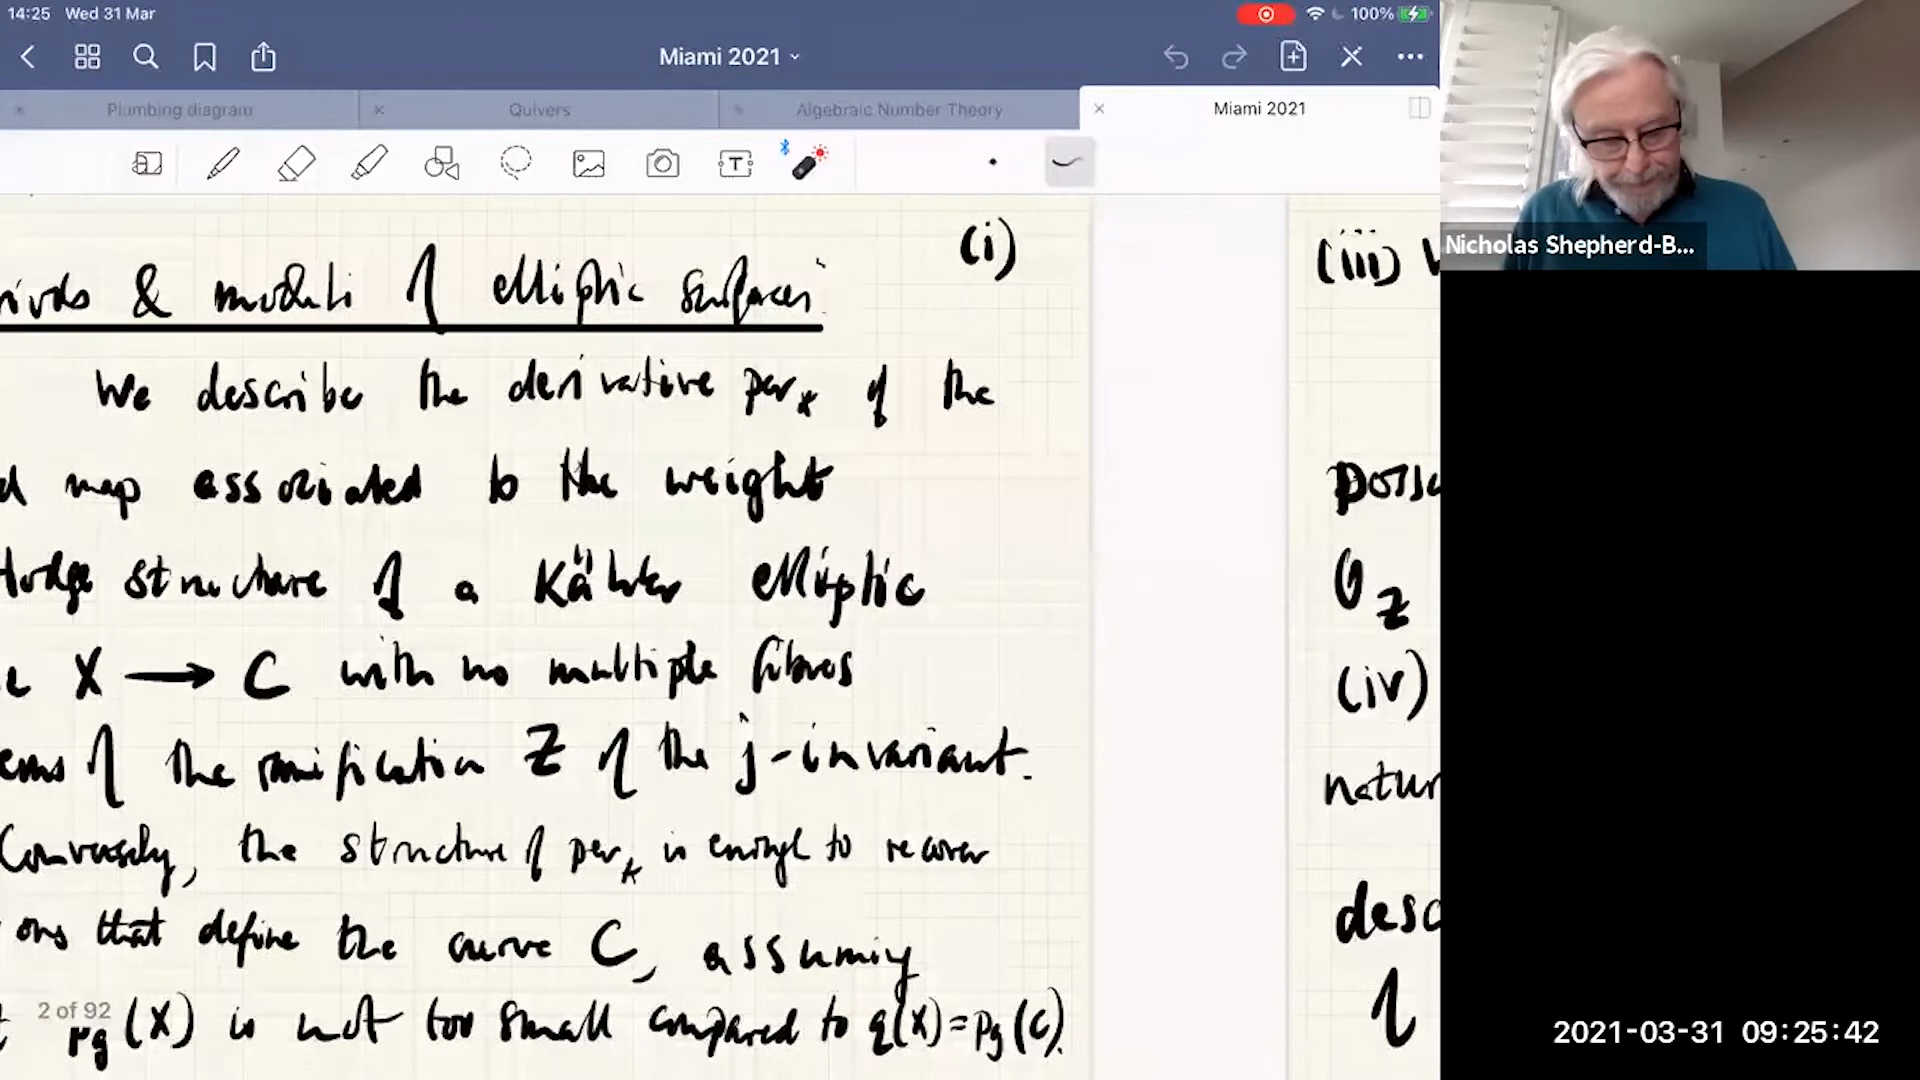 14:25 Wed 31 Mar
100%
Miami 2021
Plumbing diagram
Quivers
Algebraic Number Theory
Miami 2021
T
(i)
& moduli of elliptic surfaces
We describe the derivative per* of the
map associated to the weight
Hodge structure of a Kähler elliptic
X → C with no multiple fibres
of the ramification Z of the j-invariant.
Conversely, the structure of per* is enough to recover
that define the curve C, assuming
pg(X) is not too small compared to q(X)=pg(C).
2 of 92
(iii)
O_Z
(iv)
Nicholas Shepherd-B...
2021-03-31 09:25:42